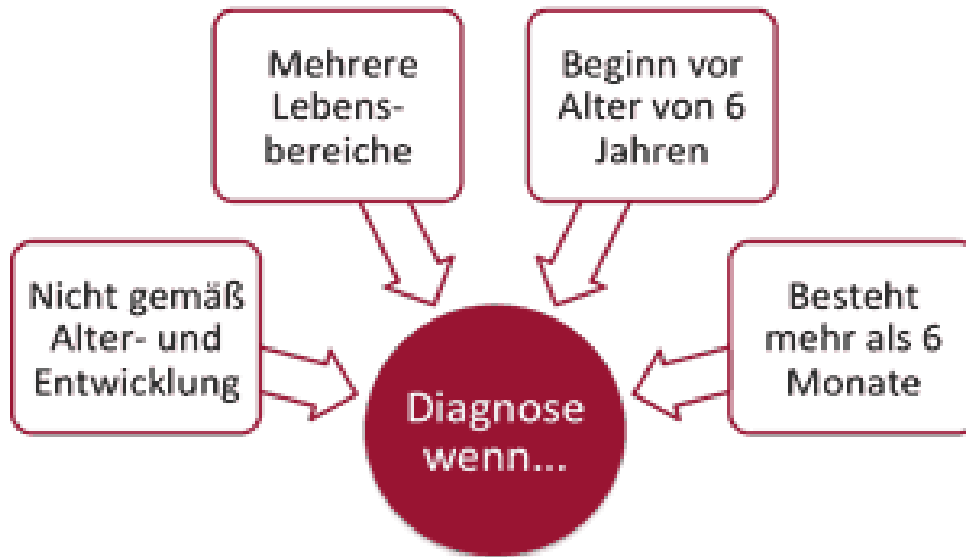 Nicht gemäß
Alter- und
Entwicklung
Mehrere
Lebens-
bereiche
Beginn vor
Alter von 6
Jahren
Besteht
mehr als 6
Monate
Diagnose
wenn...